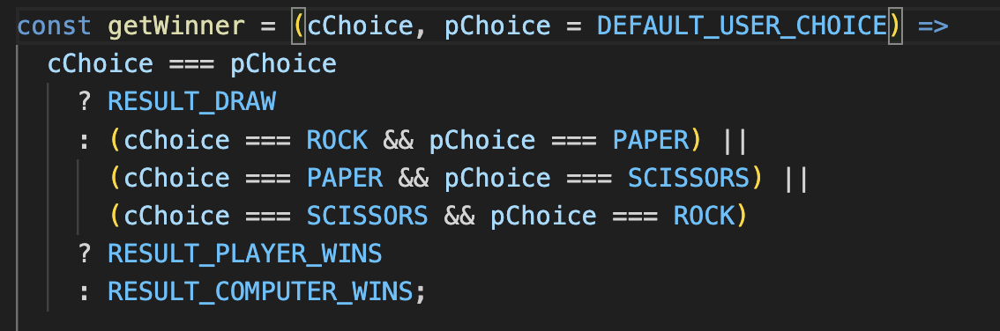 const getWinner = (cChoice, pChoice = DEFAULT_USER_CHOICE) =>
cChoice === pChoice
? RESULT_DRAW
: (cChoice === ROCK && pChoice === PAPER) ||
(cChoice === PAPER && pChoice === SCISSORS) ||
(cChoice === SCISSORS && pChoice === ROCK)
? RESULT_PLAYER_WINS
: RESULT_COMPUTER_WINS;